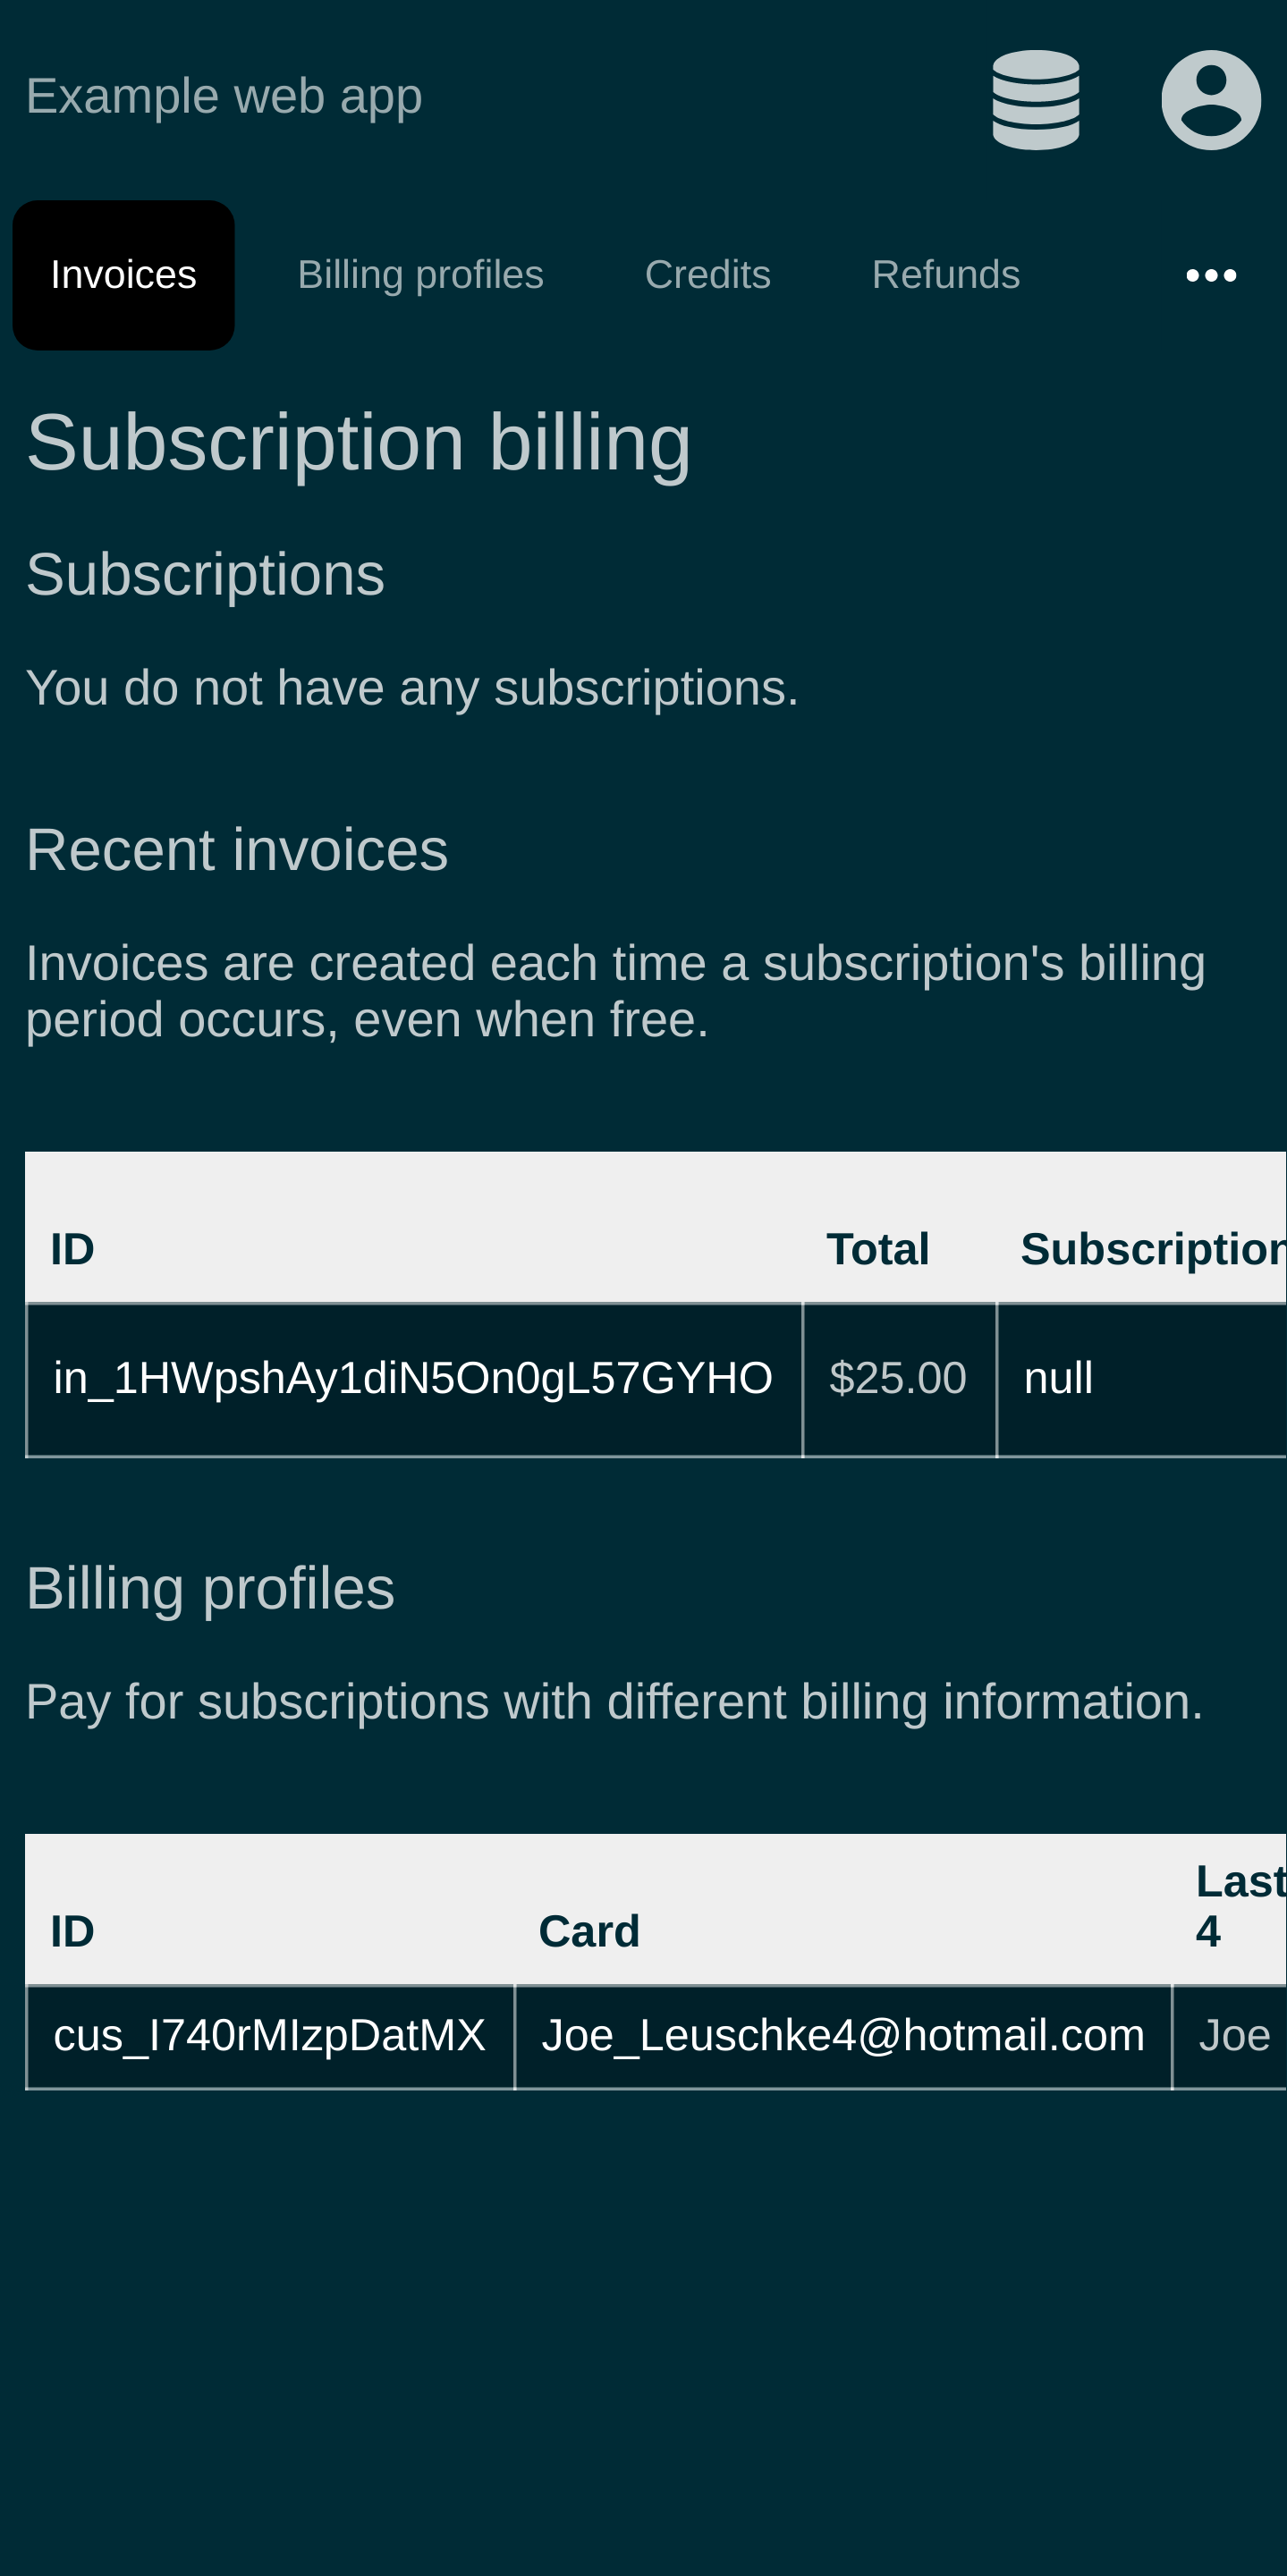 Example web app
Invoices Billing profiles Credits Refunds
Subscription billing
Subscriptions
You do not have any subscriptions.
Recent invoices
Invoices are created each time a subscription's billing
period occurs, even when free.
ID Total Subscription
in_1HWpshAy1diN5On0gL57GYHO $25.00 null
Billing profiles
Pay for subscriptions with different billing information.
ID Card Last 4
cus_I740rMIzpDatMX Joe_Leuschke4@hotmail.com Joe